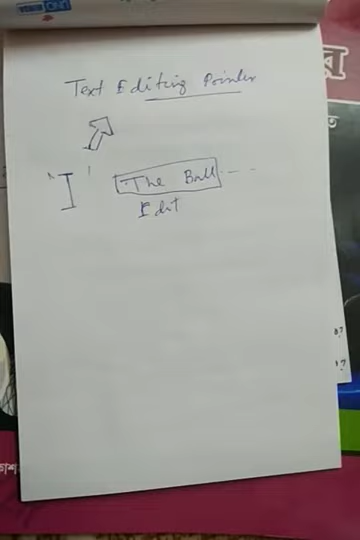 Text Editing Pointer
"I" The Ball - - -
Edit